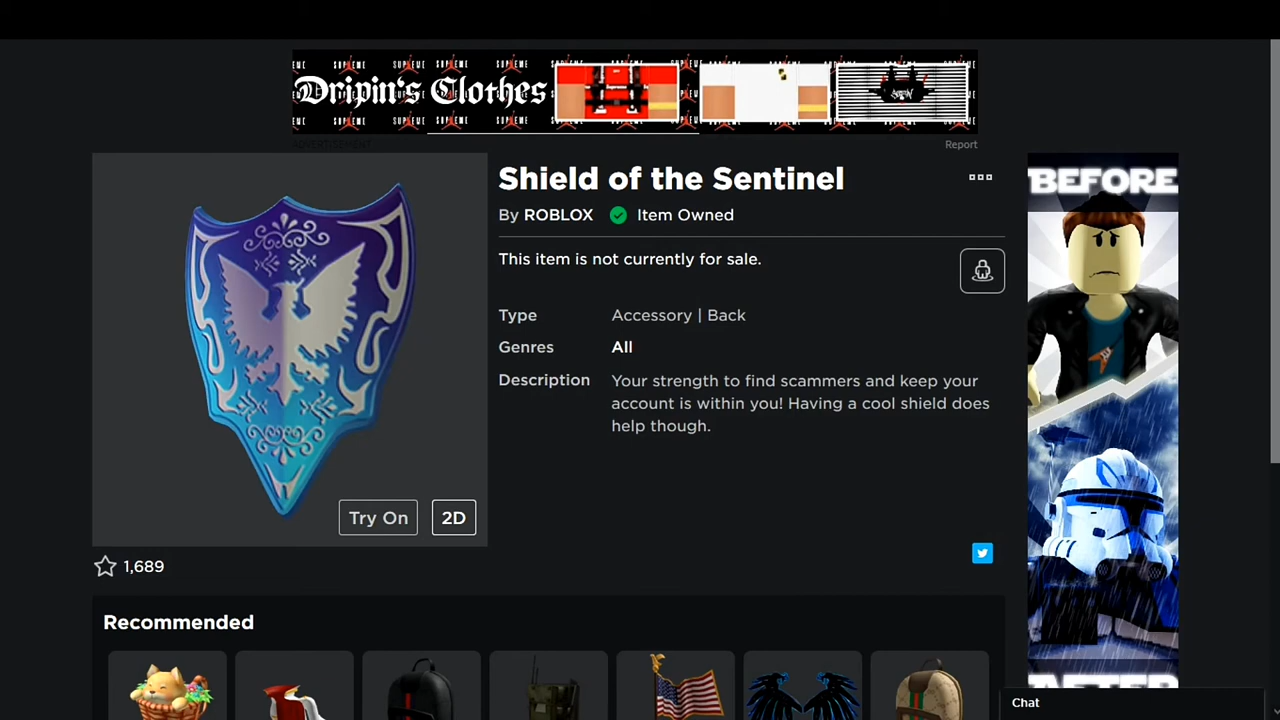 Dripin's Clothes
ADVERTISEMENT
Report
Shield of the Sentinel
By ROBLOX Item Owned
This item is not currently for sale.
Type Accessory | Back
Genres All
Description Your strength to find scammers and keep your
account is within you! Having a cool shield does
help though.
Try On 2D
1,689
Recommended
BEFORE
AFTER
Chat